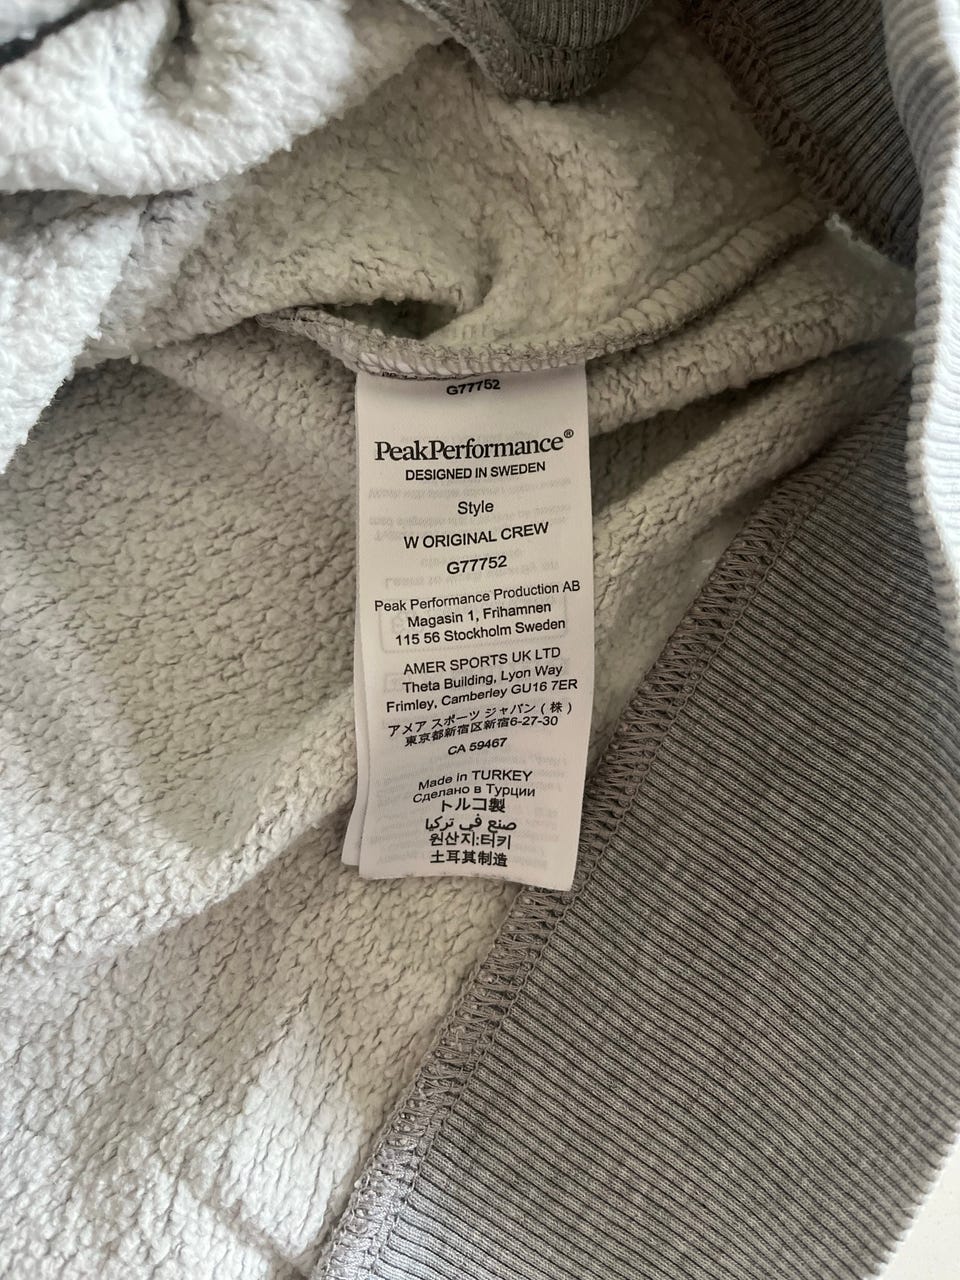 G77752
PeakPerformance®
DESIGNED IN SWEDEN
Style
W ORIGINAL CREW
G77752
Peak Performance Production AB
Magasin 1, Frihamnen
115 56 Stockholm Sweden
AMER SPORTS UK LTD
Theta Building, Lyon Way
Frimley, Camberley GU16 7ER
アメア スポーツ ジャパン (株)
東京都新宿区新宿6-27-30
CA 59467
Made in TURKEY
Сделано в Турции
トルコ製
صنع في تركيا
원산지:터키
土耳其制造